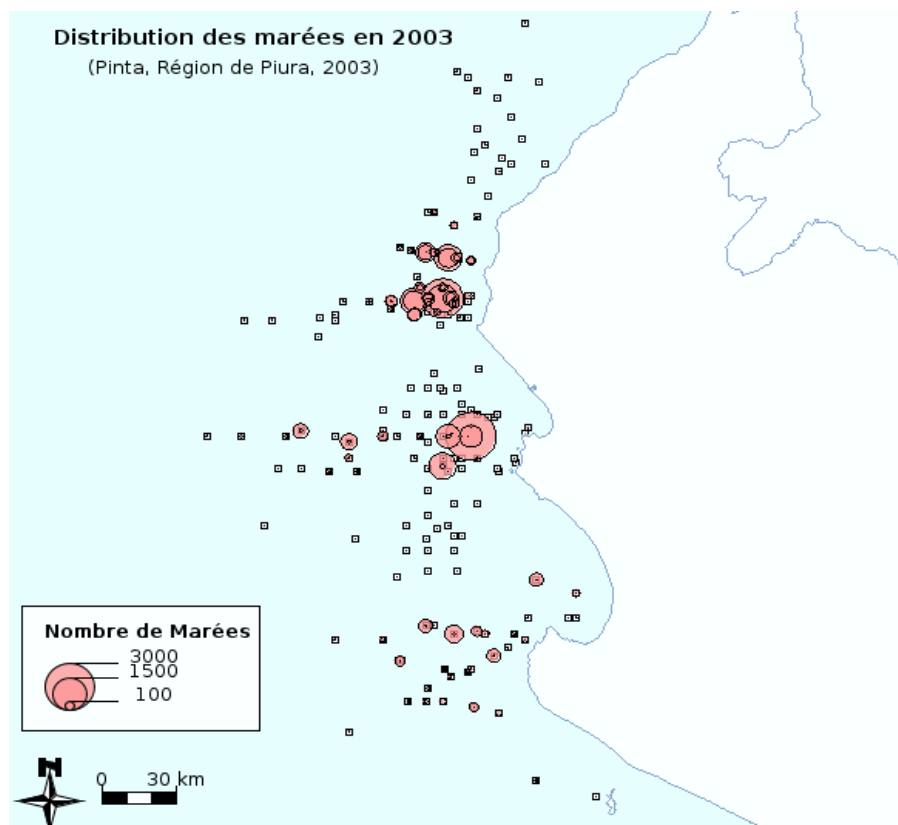 Distribution des marées en 2003
(Pinta, Région de Piura, 2003)
Nombre de Marées
3000
1500
100
N
0 30 km